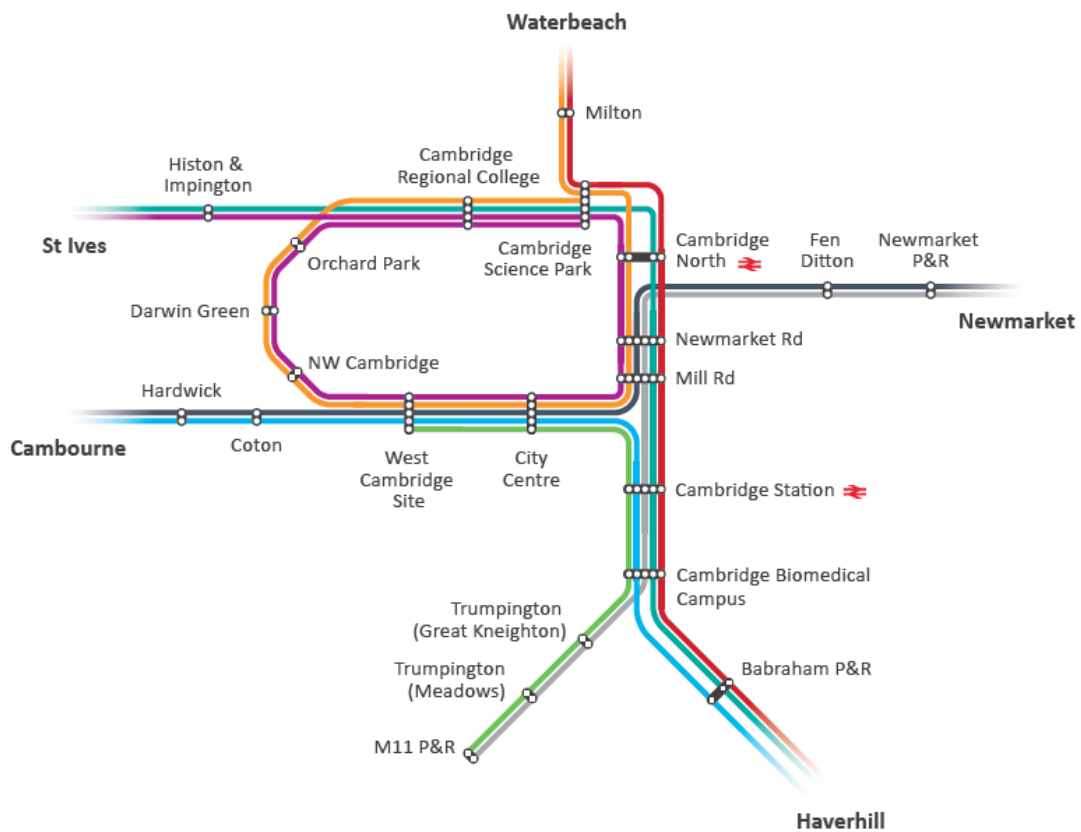 Waterbeach
Milton
Cambridge
Regional College
Histon &
Impington
St Ives
Orchard Park
Cambridge
Science Park
Cambridge
North
Fen
Ditton
Newmarket
P&R
Newmarket
Darwin Green
NW Cambridge
Newmarket Rd
Mill Rd
Hardwick
Cambourne
Coton
West
Cambridge
Site
City
Centre
Cambridge Station
Cambridge Biomedical
Campus
Trumpington
(Great Kneighton)
Trumpington
(Meadows)
Babraham P&R
M11 P&R
Haverhill